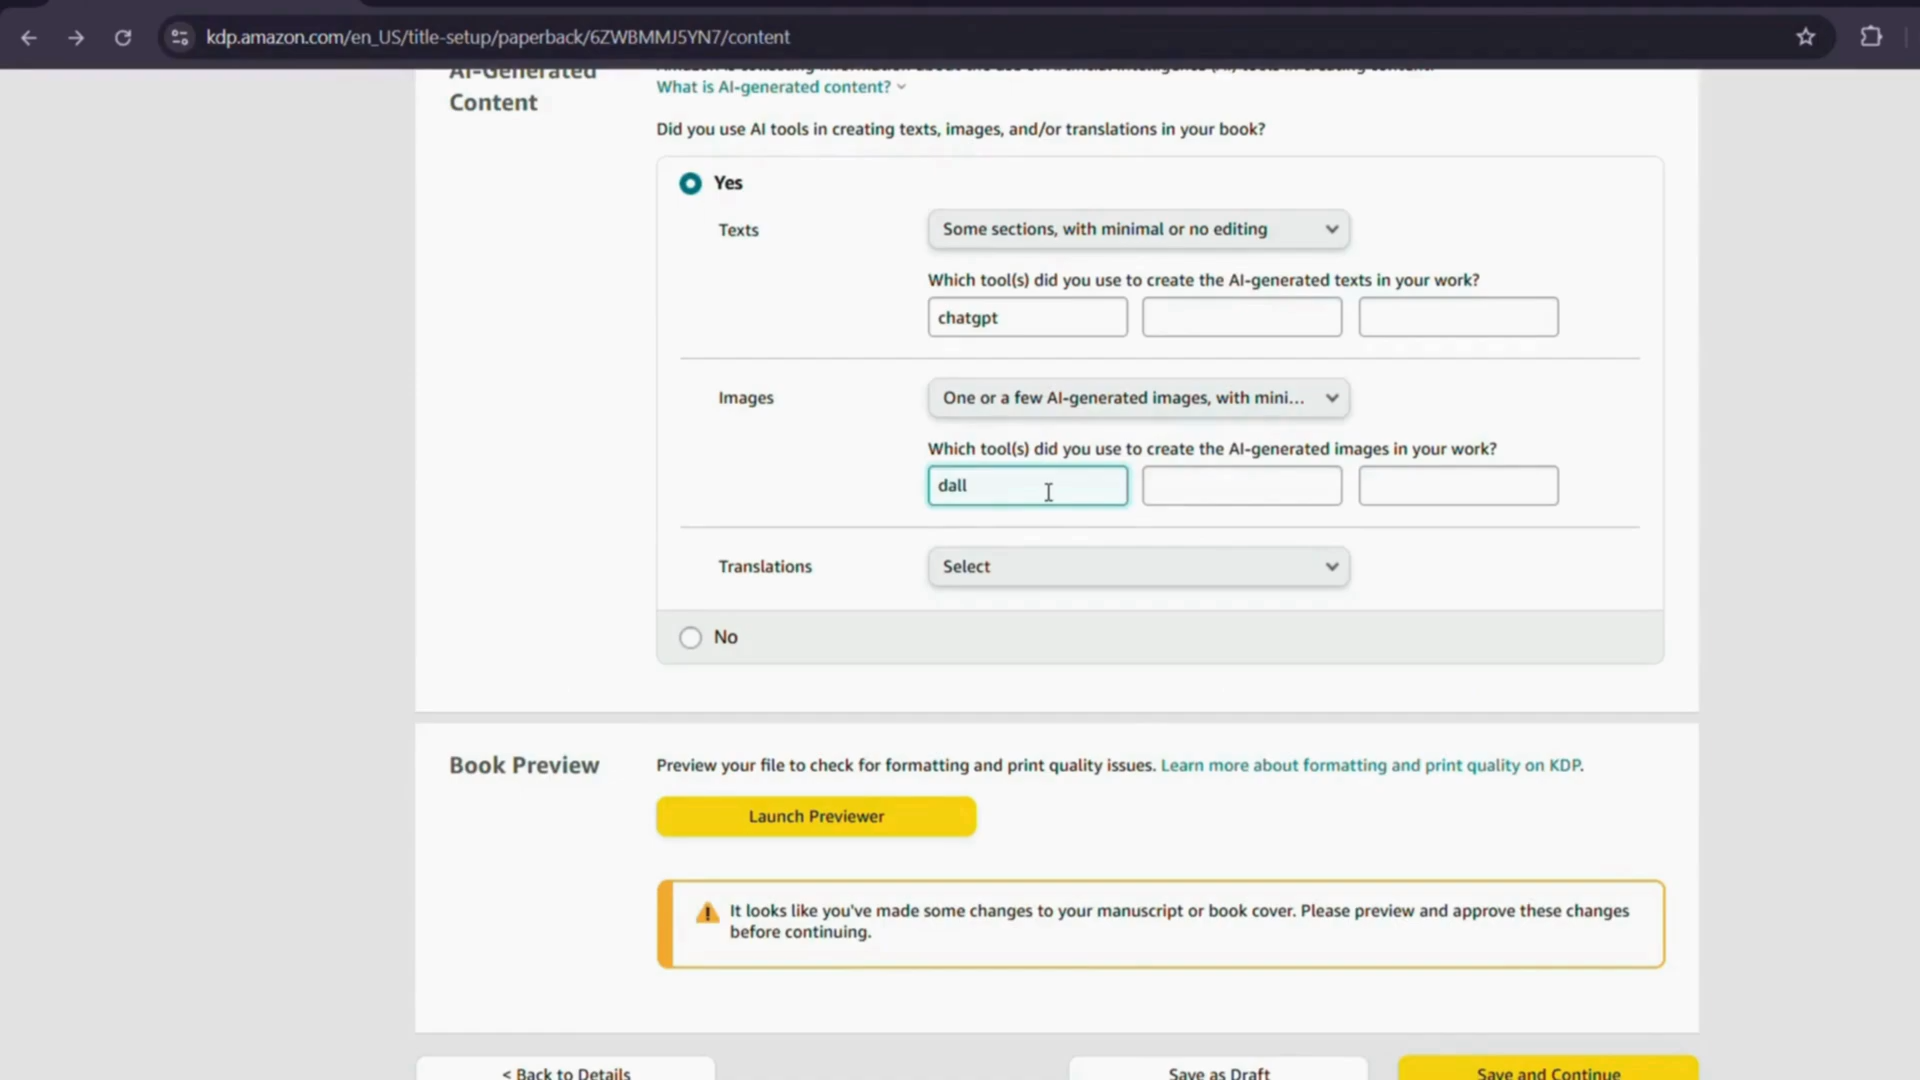 kdp.amazon.com/en_US/title-setup/paperback/6ZWBMMJ5YN7/content
AI-Generated
Content
What is AI-generated content?
Did you use AI tools in creating texts, images, and/or translations in your book?
Yes
Texts
Some sections, with minimal or no editing
Which tool(s) did you use to create the AI-generated texts in your work?
chatgpt
Images
One or a few AI-generated images, with mini...
Which tool(s) did you use to create the AI-generated images in your work?
dall
Translations
Select
No
Book Preview
Preview your file to check for formatting and print quality issues. Learn more about formatting and print quality on KDP.
Launch Previewer
It looks like you've made some changes to your manuscript or book cover. Please preview and approve these changes
before continuing.
< Back to Details
Save as Draft
Save and Continue